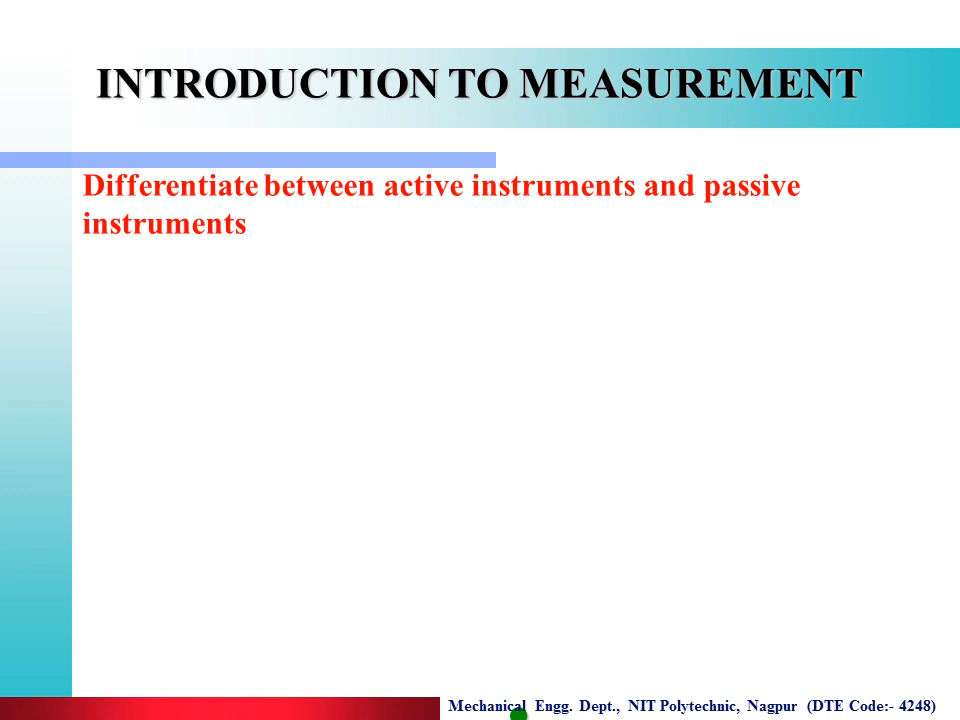 INTRODUCTION TO MEASUREMENT
Differentiate between active instruments and passive
instruments
Mechanical Engg. Dept., NIT Polytechnic, Nagpur (DTE Code:- 4248)